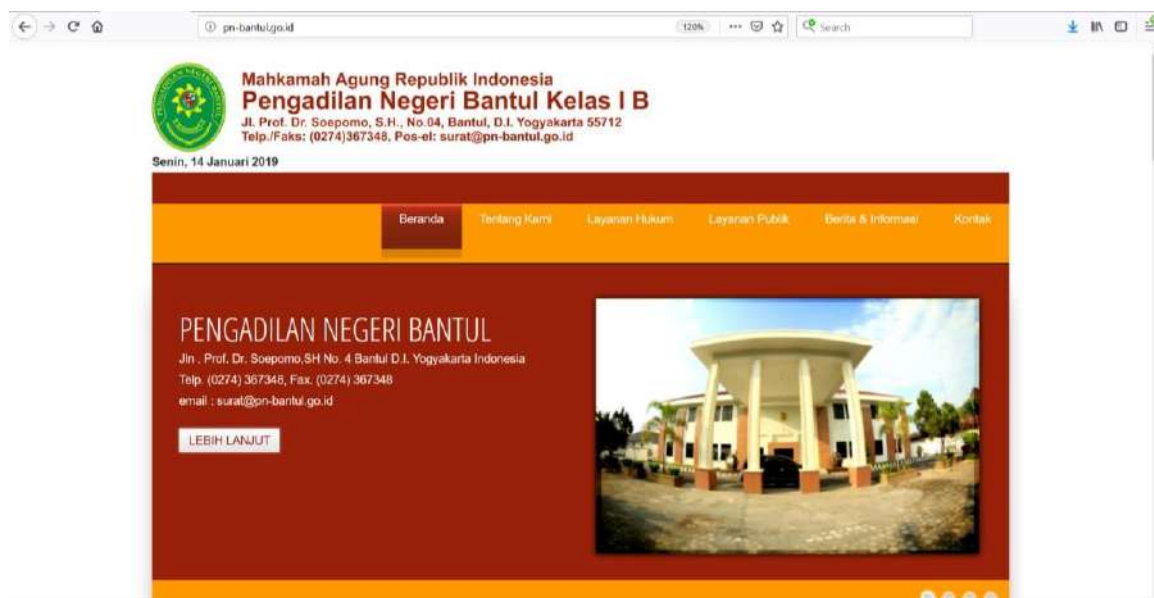 pn-bantul.go.id
120%
Search
Mahkamah Agung Republik Indonesia
Pengadilan Negeri Bantul Kelas I B
Jl. Prof. Dr. Soepomo, S.H., No.04, Bantul, D.I. Yogyakarta 55712
Telp./Faks: (0274)367348, Pos-el: surat@pn-bantul.go.id
Senin, 14 Januari 2019
Beranda Tentang Kami Layanan Hukum Layanan Publik Berita & Informasi Kontak
PENGADILAN NEGERI BANTUL
Jln . Prof. Dr. Soepomo,SH No. 4 Bantul D.I. Yogyakarta Indonesia
Telp. (0274) 367348, Fax. (0274) 367348
email : surat@pn-bantul.go.id
LEBIH LANJUT